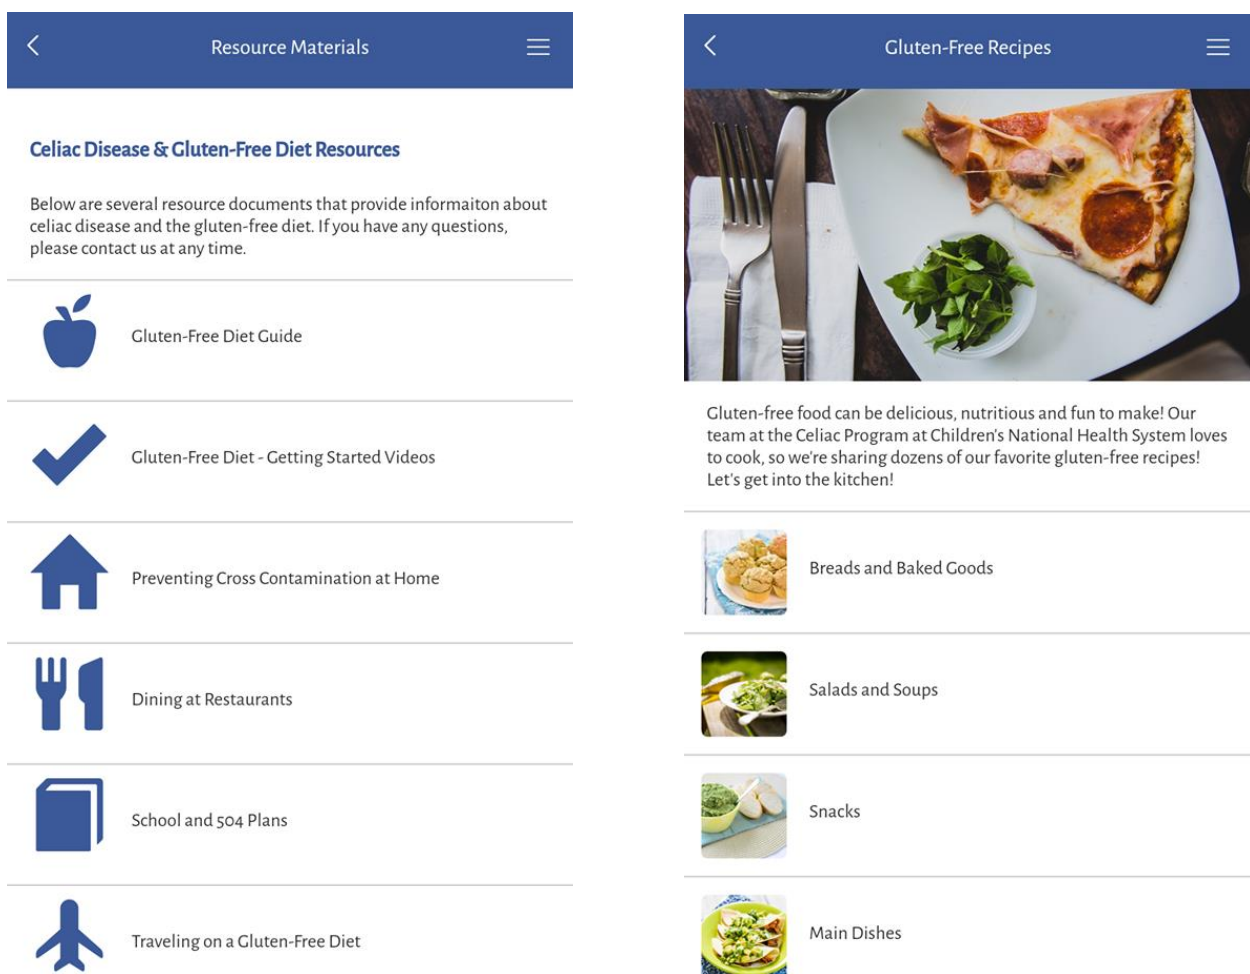 Resource Materials
Celiac Disease & Gluten-Free Diet Resources
Below are several resource documents that provide informaiton about
celiac disease and the gluten-free diet. If you have any questions,
please contact us at any time.
Gluten-Free Diet Guide
Gluten-Free Diet - Getting Started Videos
Preventing Cross Contamination at Home
Dining at Restaurants
School and 504 Plans
Traveling on a Gluten-Free Diet
Gluten-Free Recipes
Gluten-free food can be delicious, nutritious and fun to make! Our
team at the Celiac Program at Children's National Health System loves
to cook, so we're sharing dozens of our favorite gluten-free recipes!
Let's get into the kitchen!
Breads and Baked Goods
Salads and Soups
Snacks
Main Dishes